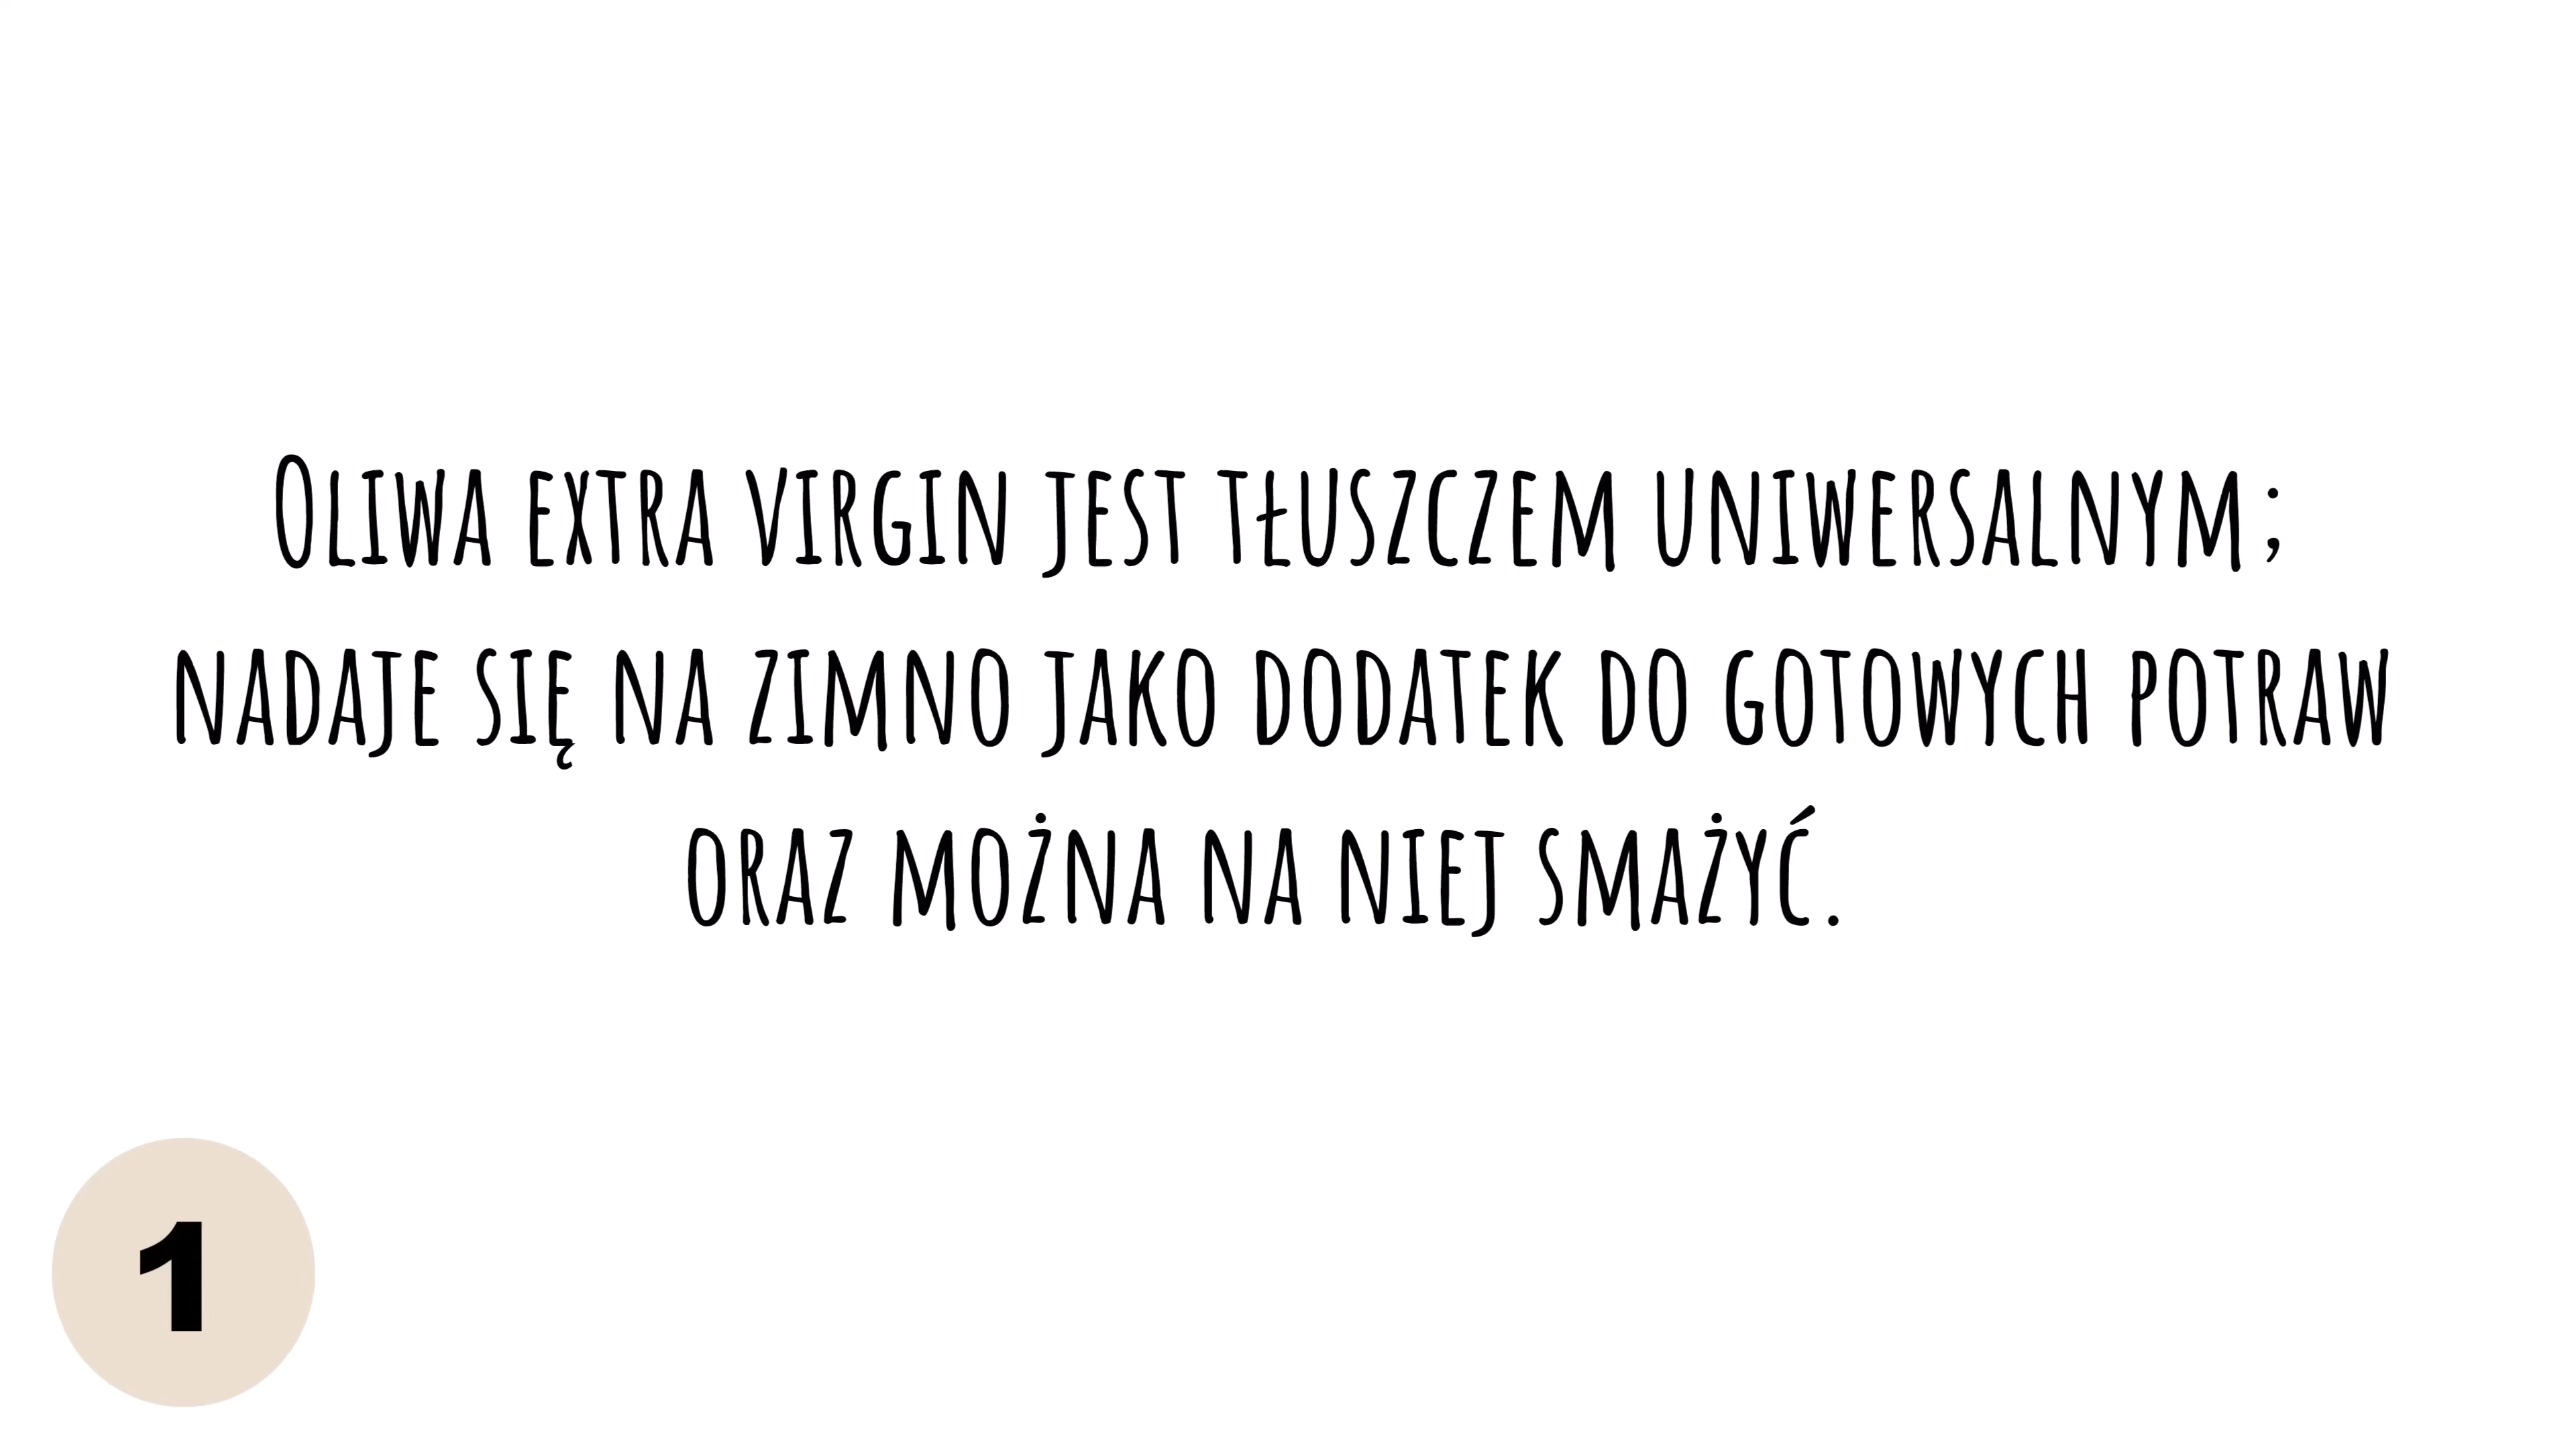 Oliwa extra virgin jest tłuszczem uniwersalnym;
nadaje się na zimno jako dodatek do gotowych potraw
oraz można na niej smażyć.
1